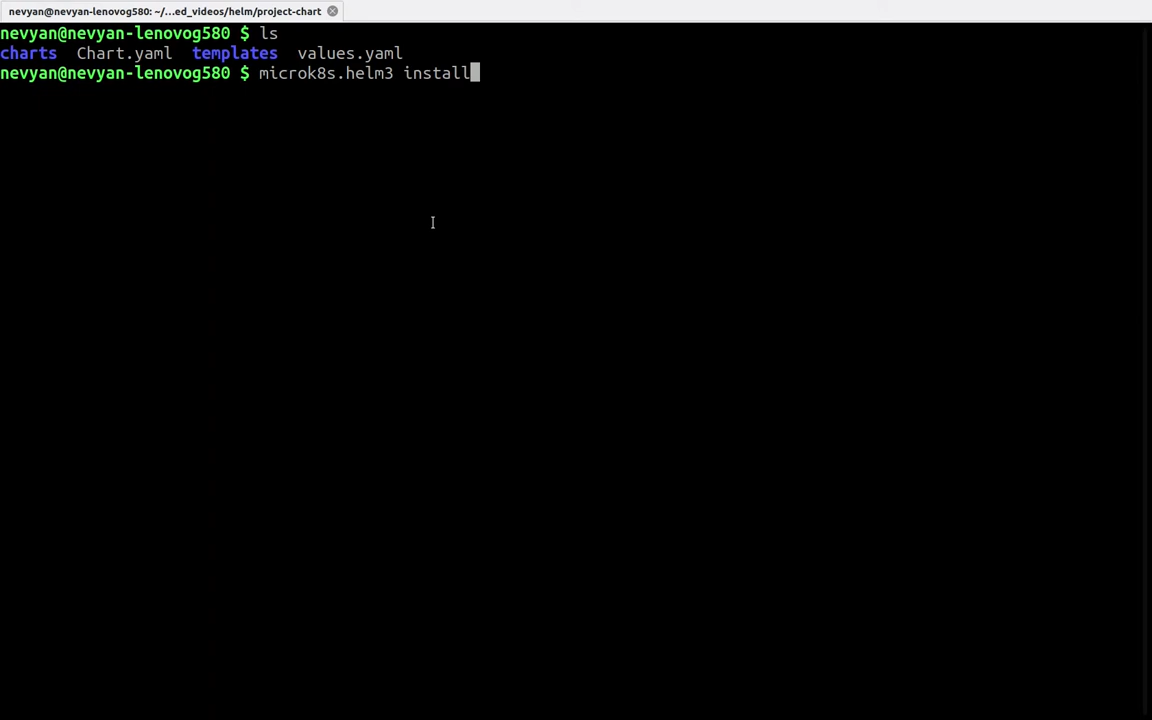 nevyan@nevyan-lenovog580: ~/...ed_videos/helm/project-chart
nevyan@nevyan-lenovog580 $ ls
charts Chart.yaml templates values.yaml
nevyan@nevyan-lenovog580 $ microk8s.helm3 install